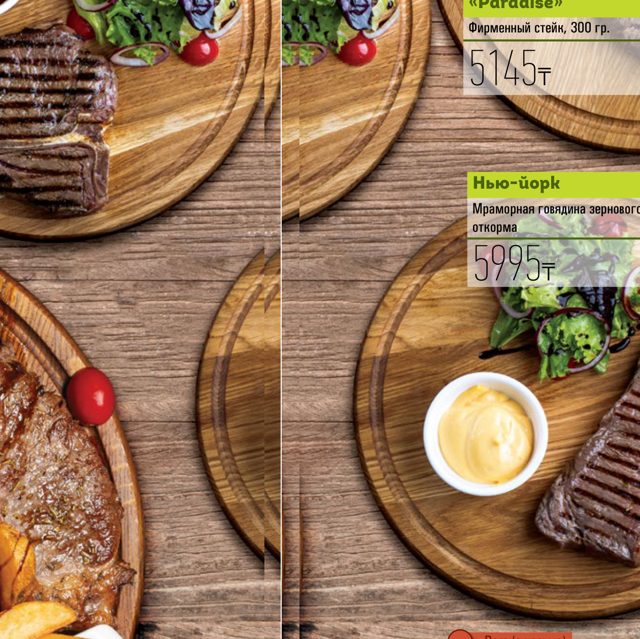 «Paradise»
Фирменный стейк, 300 гр.
5145₸
Нью-йорк
Мраморная говядина зернового
откорма
5995₸